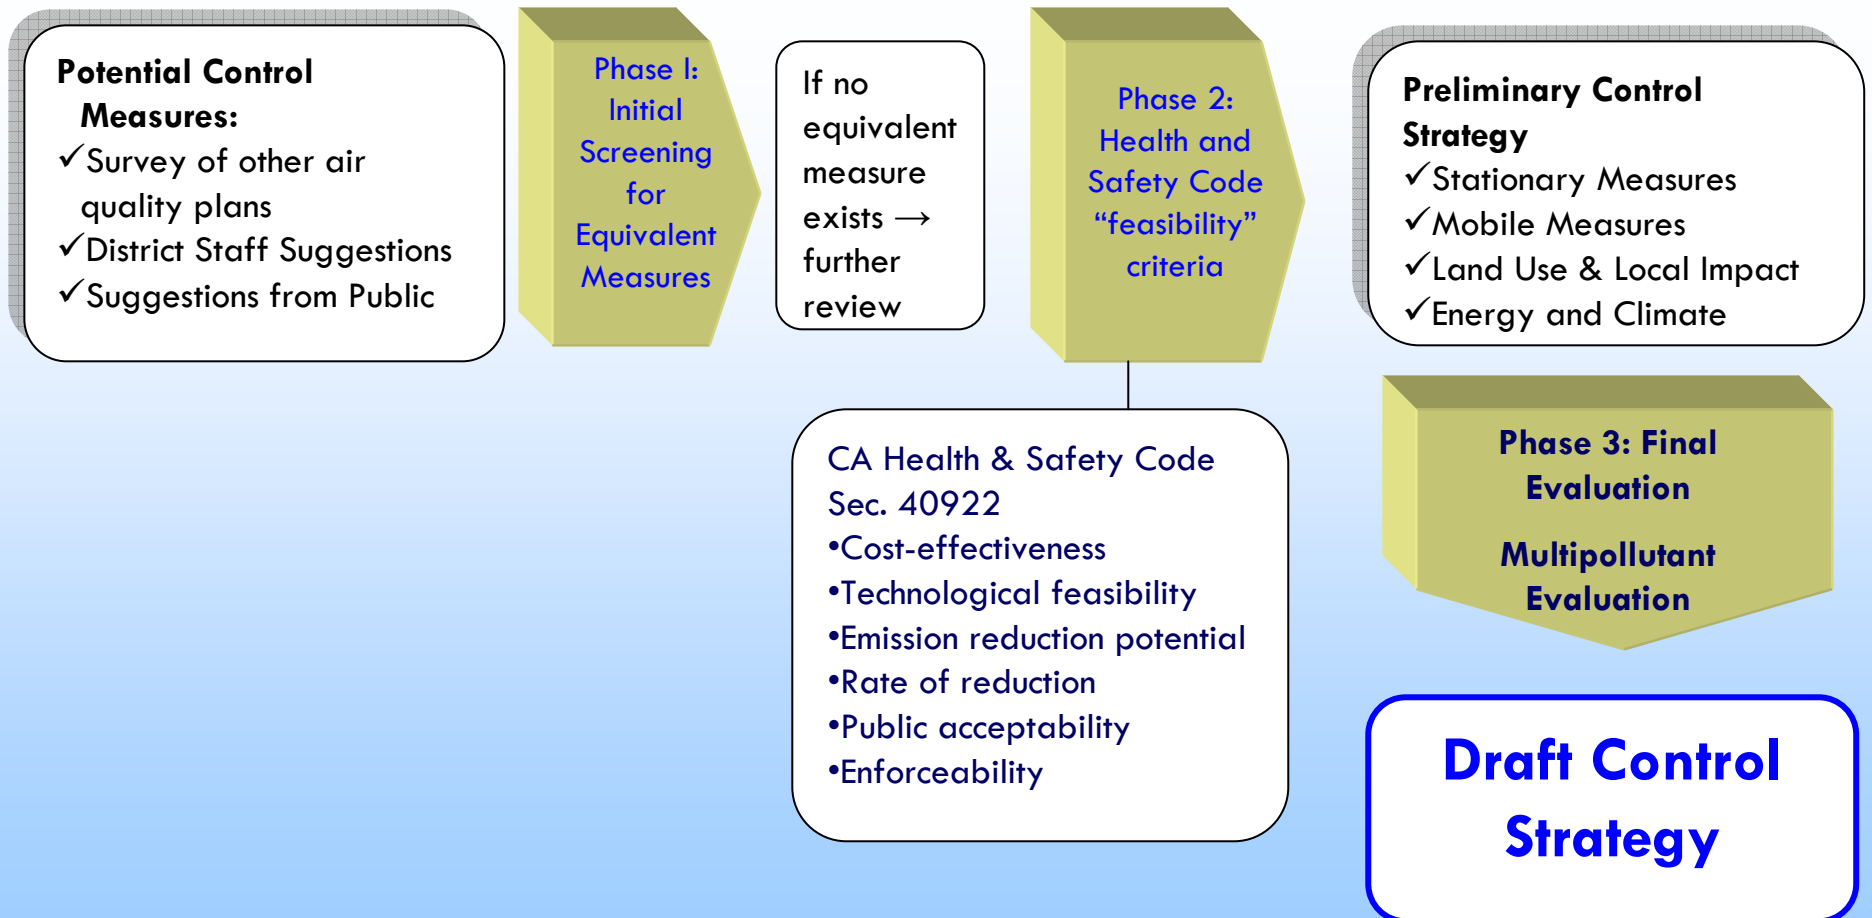 Potential Control
Measures:
✓Survey of other air
quality plans
✓District Staff Suggestions
✓Suggestions from Public
Phase I:
Initial
Screening
for
Equivalent
Measures
If no
equivalent
measure
exists →
further
review
Phase 2:
Health and
Safety Code
“feasibility”
criteria
CA Health & Safety Code
Sec. 40922
•Cost-effectiveness
•Technological feasibility
•Emission reduction potential
•Rate of reduction
•Public acceptability
•Enforceability
Preliminary Control
Strategy
✓Stationary Measures
✓Mobile Measures
✓Land Use & Local Impact
✓Energy and Climate
Phase 3: Final
Evaluation
Multipollutant
Evaluation
Draft Control
Strategy